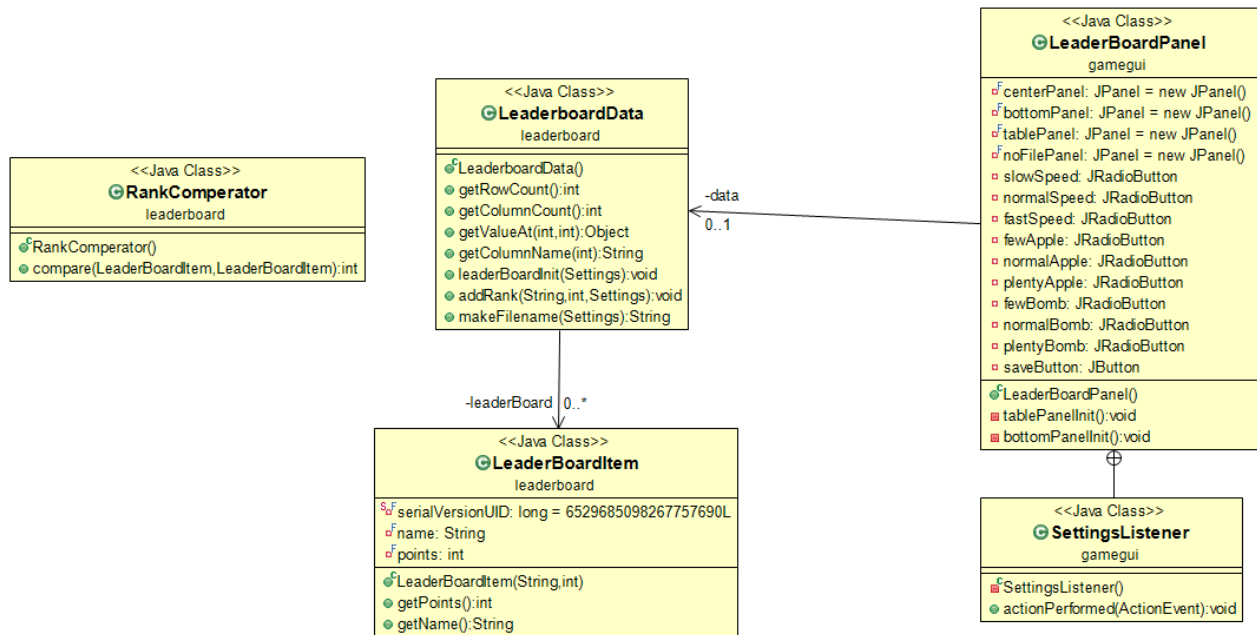 <<Java Class>>
RankComperator
leaderboard
RankComperator()
compare(LeaderBoardItem,LeaderBoardItem):int
<<Java Class>>
LeaderboardData
leaderboard
LeaderboardData()
getRowCount():int
getColumnCount():int
getValueAt(int,int):Object
getColumnName(int):String
leaderBoardInit(Settings):void
addRank(String,int,Settings):void
makeFilename(Settings):String
-data
0..1
-leaderBoard
0..*
<<Java Class>>
LeaderBoardItem
leaderboard
serialVersionUID: long = 6529685098267757690L
name: String
points: int
LeaderBoardItem(String,int)
getPoints():int
getName():String
<<Java Class>>
LeaderBoardPanel
gamegui
centerPanel: JPanel = new JPanel()
bottomPanel: JPanel = new JPanel()
tablePanel: JPanel = new JPanel()
noFilePanel: JPanel = new JPanel()
slowSpeed: JRadioButton
normalSpeed: JRadioButton
fastSpeed: JRadioButton
fewApple: JRadioButton
normalApple: JRadioButton
plentyApple: JRadioButton
fewBomb: JRadioButton
normalBomb: JRadioButton
plentyBomb: JRadioButton
saveButton: JButton
LeaderBoardPanel()
tablePanelInit():void
bottomPanelInit():void
<<Java Class>>
SettingsListener
gamegui
SettingsListener()
actionPerformed(ActionEvent):void